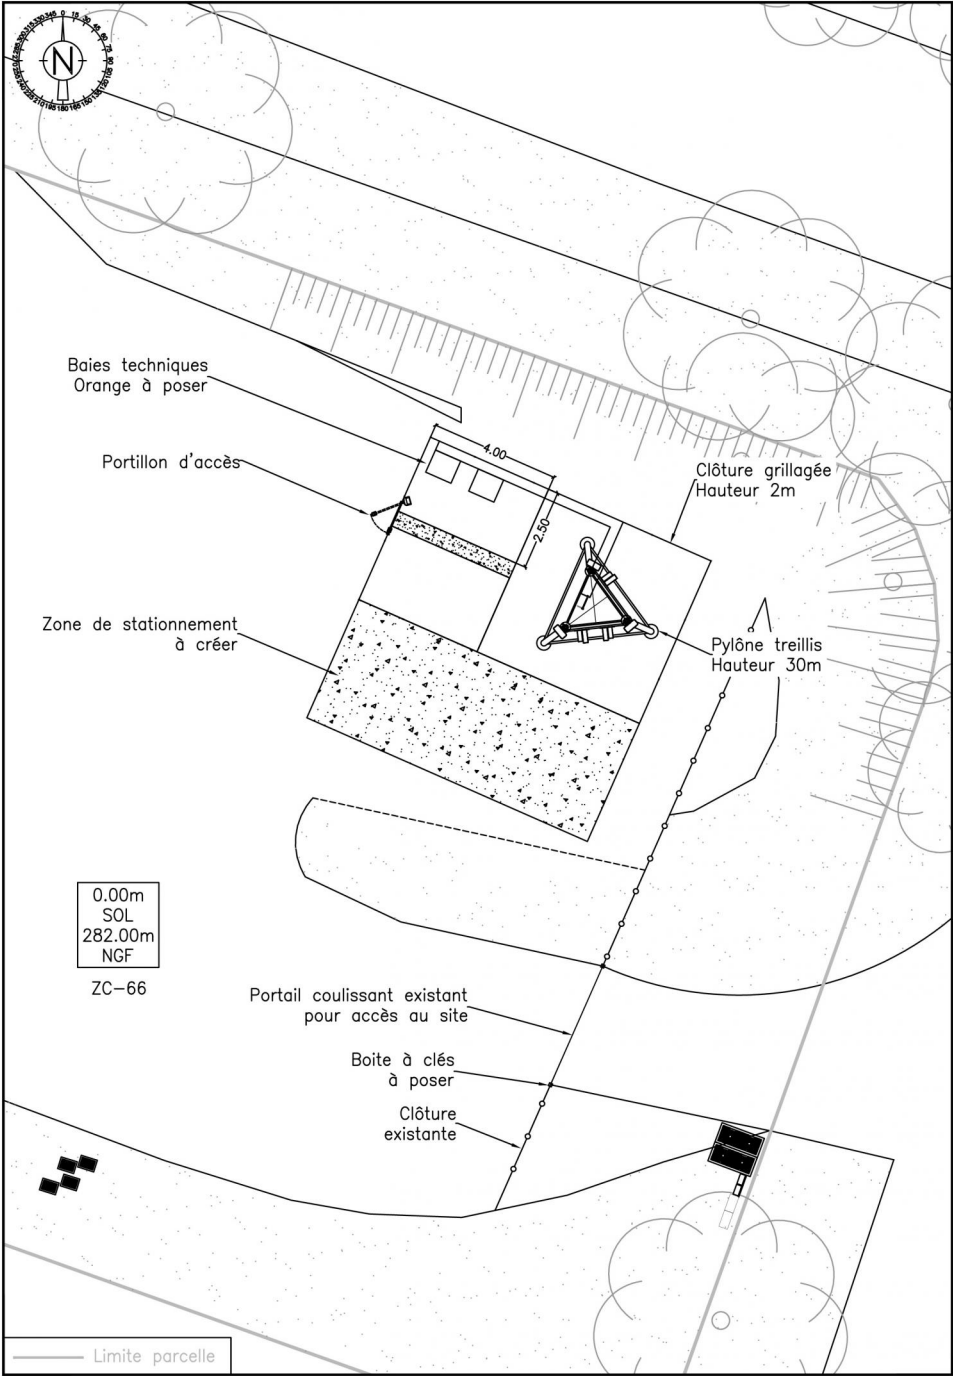 N
Baies techniques
Orange à poser
4.00
Portillon d'accès
Clôture grillagée
Hauteur 2m
2.50
Zone de stationnement
à créer
Pylône treillis
Hauteur 30m
0.00m
SOL
282.00m
NGF
ZC-66
Portail coulissant existant
pour accès au site
Boite à clés
à poser
Clôture
existante
Limite parcelle